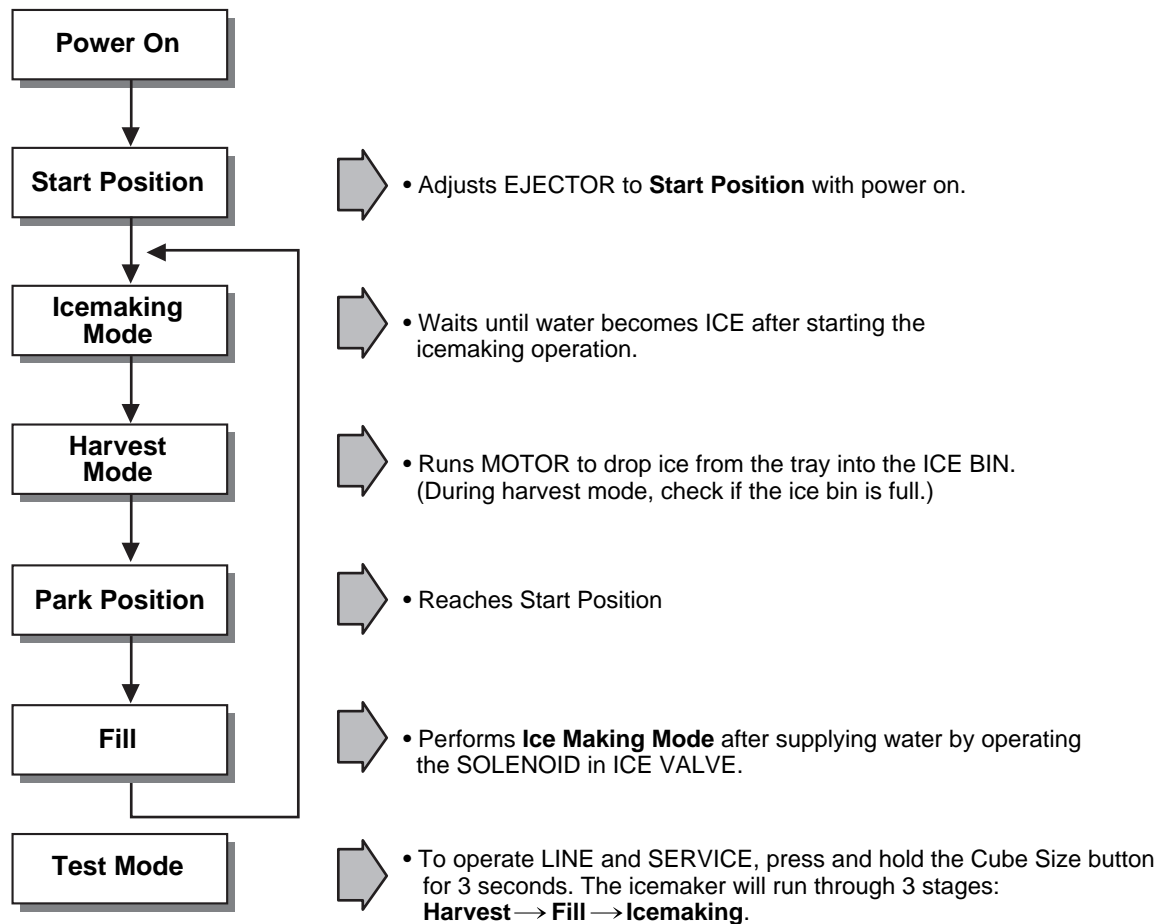 Power On
Start Position
• Adjusts EJECTOR to Start Position with power on.
Icemaking
Mode
• Waits until water becomes ICE after starting the
icemaking operation.
Harvest
Mode
• Runs MOTOR to drop ice from the tray into the ICE BIN.
(During harvest mode, check if the ice bin is full.)
Park Position
• Reaches Start Position
Fill
• Performs Ice Making Mode after supplying water by operating
the SOLENOID in ICE VALVE.
Test Mode
• To operate LINE and SERVICE, press and hold the Cube Size button
for 3 seconds. The icemaker will run through 3 stages:
Harvest → Fill → Icemaking.